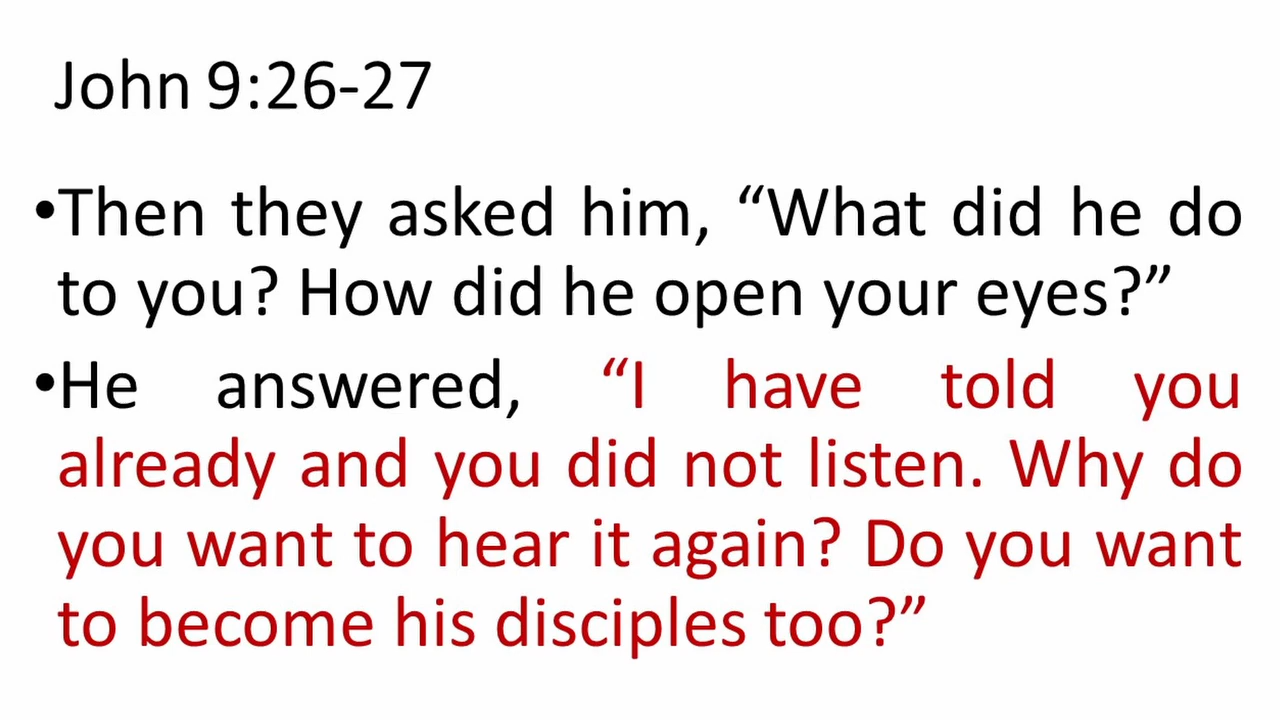 John 9:26-27
•Then they asked him, “What did he do
to you? How did he open your eyes?”
•He answered, “I have told you
already and you did not listen. Why do
you want to hear it again? Do you want
to become his disciples too?”